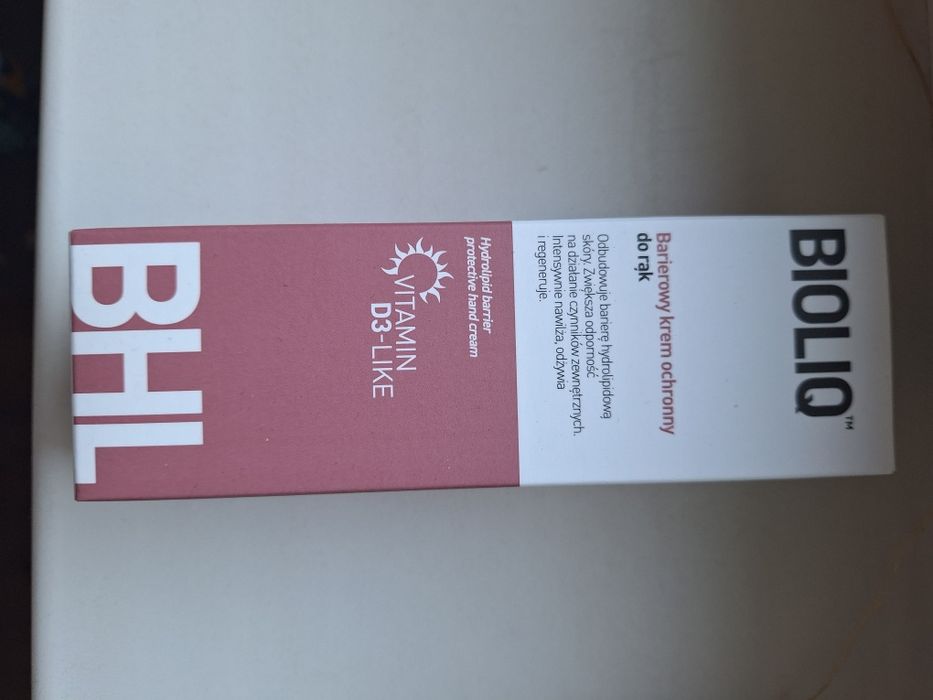 BIOLIQ™
Barierowy krem ochronny
do rąk
Odbudowuje barierę hydrolipidową
skóry. Zwiększa odporność
na działanie czynników zewnętrznych.
Intensywnie nawilża, odżywia
i regeneruje.
Hydrolipid barrier
protective hand cream
VITAMIN
D3-LIKE
BHL